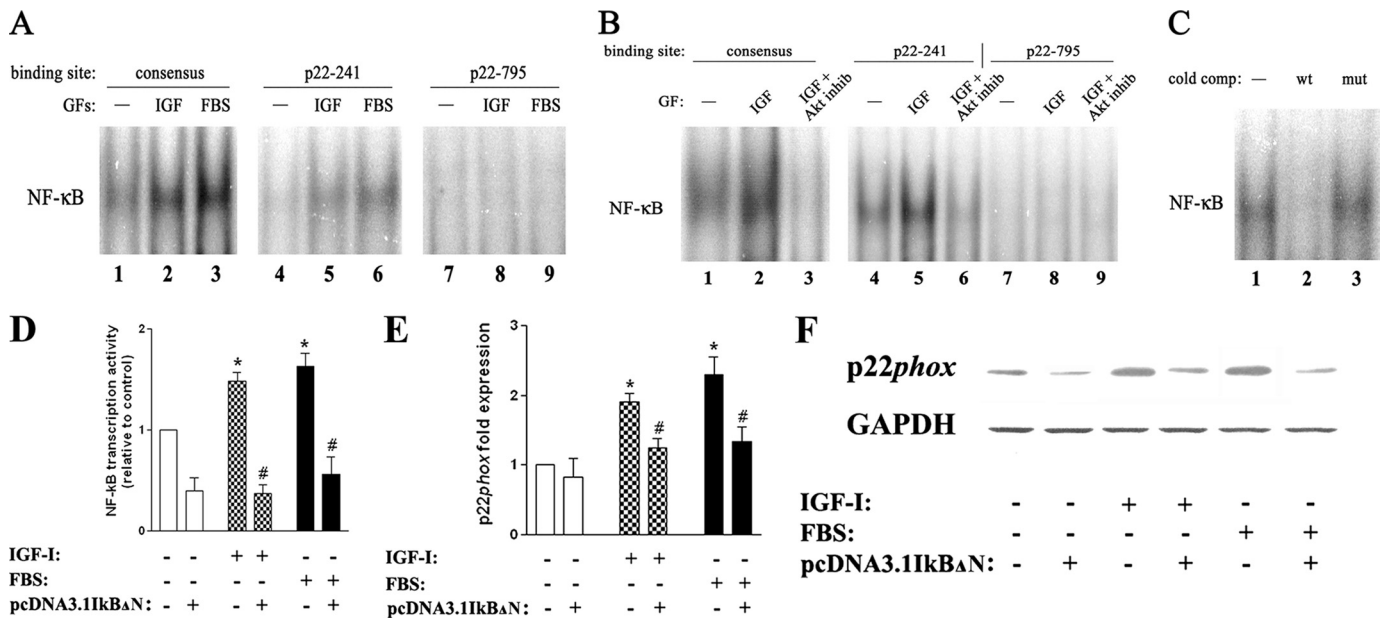 A
binding site: consensus p22-241 p22-795
GFs: — IGF FBS — IGF FBS — IGF FBS
NF-κB
1 2 3 4 5 6 7 8 9
B
binding site: consensus p22-241 p22-795
GF: — IGF IGF + Akt inhib — IGF IGF + Akt inhib — IGF IGF + Akt inhib
NF-κB
1 2 3 4 5 6 7 8 9
C
cold comp: — wt mut
NF-κB
1 2 3
D
NF-kB transcription activity
(relative to control)
2
1
0
* # * #
IGF-I: - - + + - -
FBS: - - - - + +
pcDNA3.1IkBΔN: - + - + - +
E
p22phox fold expression
3
2
1
0
* # * #
IGF-I: - - + + - -
FBS: - - - - + +
pcDNA3.1IkBΔN: - + - + - +
F
p22phox
GAPDH
IGF-I: - - + + - -
FBS: - - - - + +
pcDNA3.1IkBΔN: - + - + - +